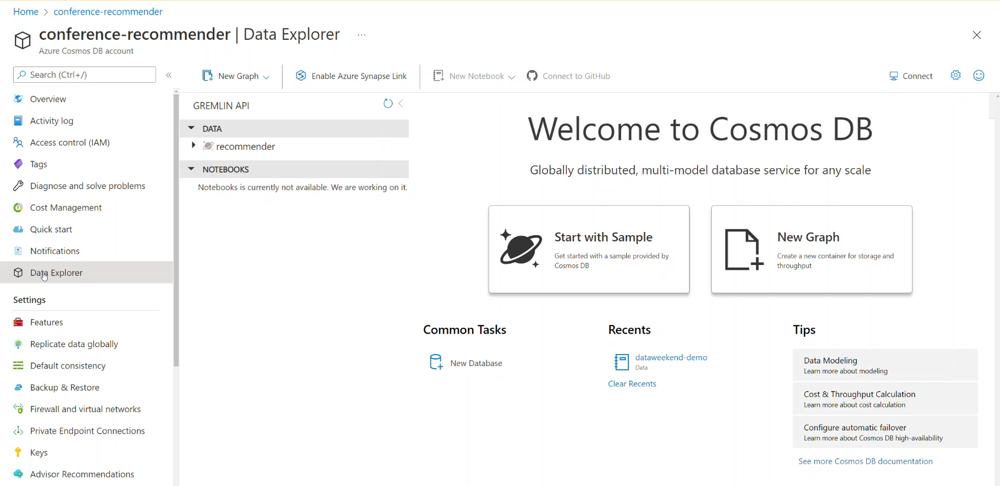 Home > conference-recommender
conference-recommender | Data Explorer ...
Azure Cosmos DB account
Search (Ctrl+/)
«
New Graph
Enable Azure Synapse Link
New Notebook
Connect to GitHub
Connect
Overview
Activity log
Access control (IAM)
Tags
Diagnose and solve problems
Cost Management
Quick start
Notifications
Data Explorer
Settings
Features
Replicate data globally
Default consistency
Backup & Restore
Firewall and virtual networks
Private Endpoint Connections
Keys
Advisor Recommendations
GREMLIN API
DATA
recommender
NOTEBOOKS
Notebooks is currently not available. We are working on it.
Welcome to Cosmos DB
Globally distributed, multi-model database service for any scale
Start with Sample
Get started with a sample provided by
Cosmos DB
New Graph
Create a new container for storage and
throughput
Common Tasks
New Database
Recents
dataweekend-demo
Data
Clear Recents
Tips
Data Modeling
Learn more about modeling
Cost & Throughput Calculation
Learn more about cost calculation
Configure automatic failover
Learn more about Cosmos DB high-availability
See more Cosmos DB documentation